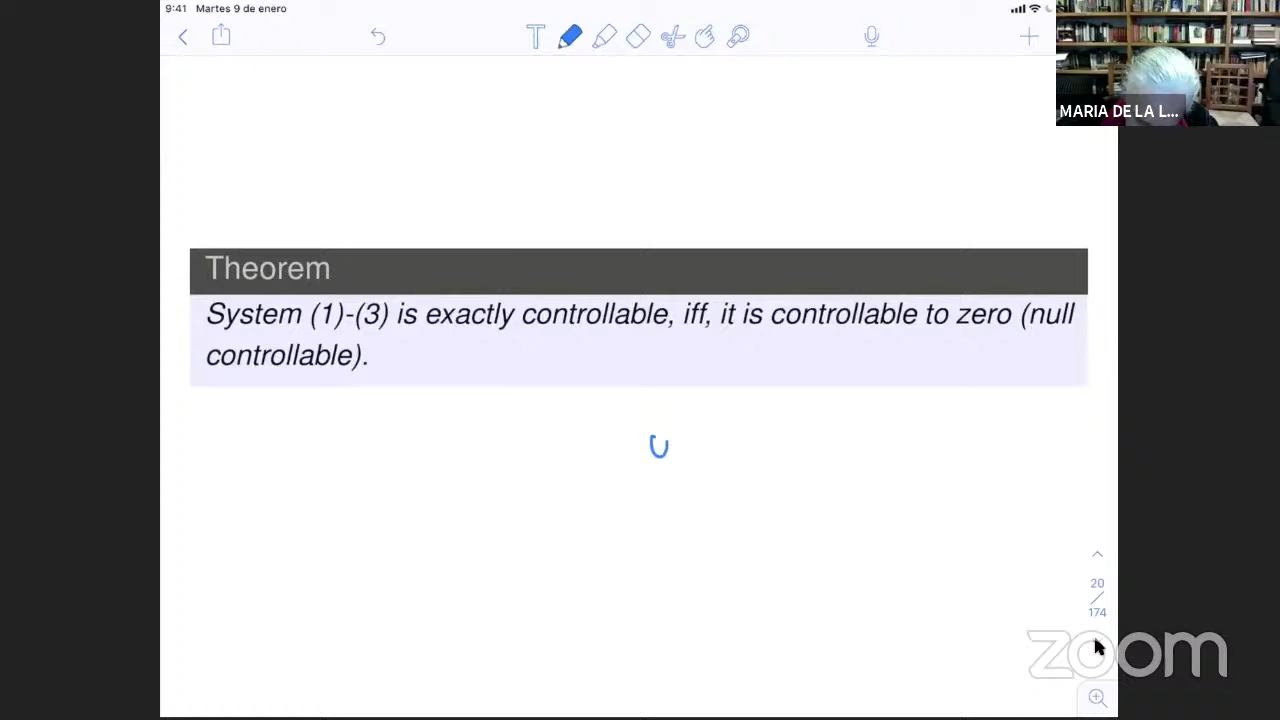 9:41 Martes 9 de enero
MARIA DE LA L...
Theorem
System (1)-(3) is exactly controllable, iff, it is controllable to zero (null
controllable).
U
20
/
174
zoom